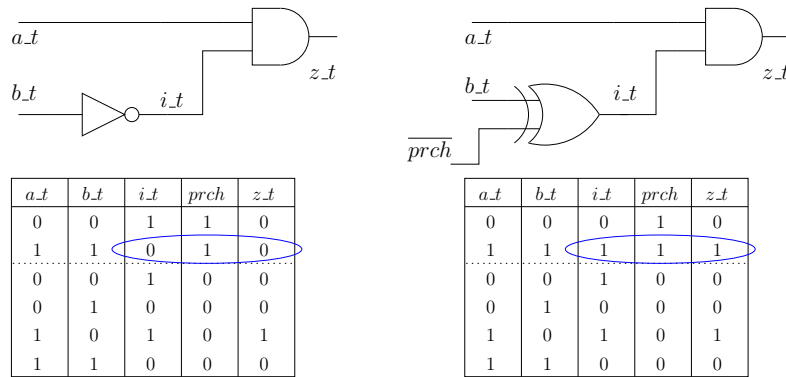 a_t
z_t
b_t
i_t
a_t b_t i_t prch z_t
0 0 1 1 0
1 1 0 1 0
0 0 1 0 0
0 1 0 0 0
1 0 1 0 1
1 1 0 0 0
a_t
z_t
b_t
i_t
prch
a_t b_t i_t prch z_t
0 0 0 1 0
1 1 1 1 1
0 0 1 0 0
0 1 0 0 0
1 0 1 0 1
1 1 0 0 0